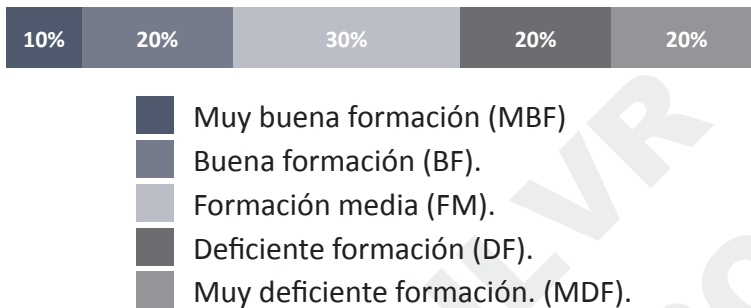 10% 20% 30% 20% 20%
Muy buena formación (MBF)
Buena formación (BF).
Formación media (FM).
Deficiente formación (DF).
Muy deficiente formación. (MDF).